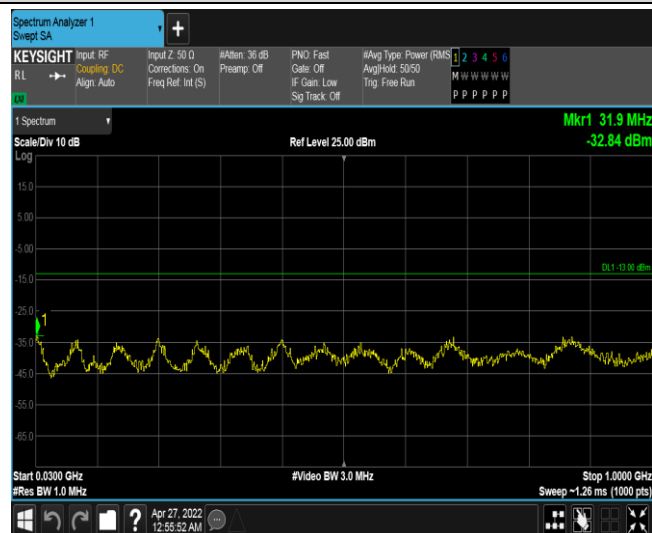 Spectrum Analyzer 1
Swept SA
+
KEYSIGHT
RL
Input: RF
Coupling: DC
Align: Auto
Input Z: 50 Ω
Corrections: On
Freq Ref: Int (S)
#Atten: 36 dB
Preamp: Off
PNO: Fast
Gate: Off
IF Gain: Low
Sig Track: Off
#Avg Type: Power (RMS
Avg|Hold: 50/50
Trig: Free Run
1 2 3 4 5 6
M W W W W W
P P P P P P
1 Spectrum
Scale/Div 10 dB
Ref Level 25.00 dBm
Mkr1 31.9 MHz
-32.84 dBm
Log
15.0
5.00
-5.00
DL1 -13.00 dBm
-15.0
-25.0
1
-35.0
-45.0
-55.0
-65.0
Start 0.0300 GHz
#Res BW 1.0 MHz
#Video BW 3.0 MHz
Stop 1.0000 GHz
Sweep ~1.26 ms (1000 pts)
?
Apr 27, 2022
12:55:52 AM